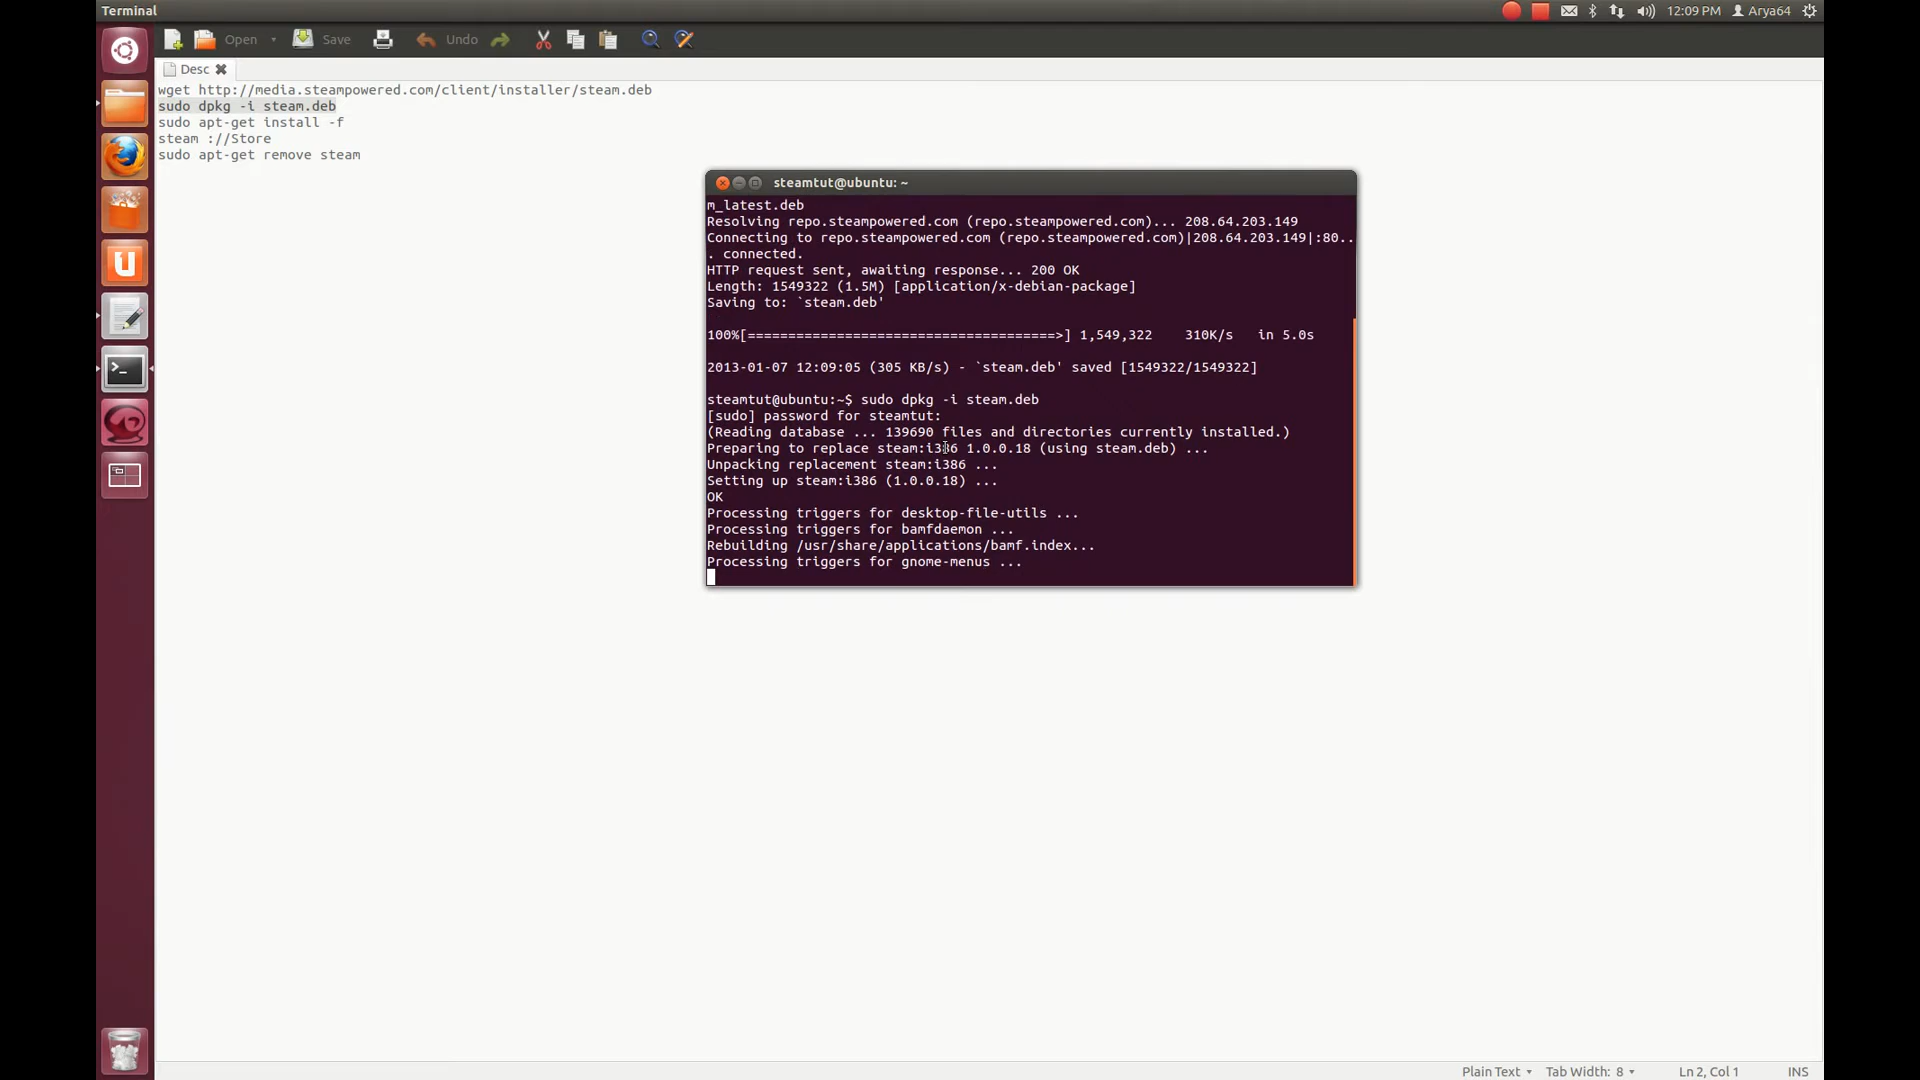 Terminal
12:09 PM
Arya64
Open
Save
Undo
Desc
wget http://media.steampowered.com/client/installer/steam.deb
sudo dpkg -i steam.deb
sudo apt-get install -f
steam ://Store
sudo apt-get remove steam
steamtut@ubuntu: ~
m_latest.deb
Resolving repo.steampowered.com (repo.steampowered.com)... 208.64.203.149
Connecting to repo.steampowered.com (repo.steampowered.com)|208.64.203.149|:80..
. connected.
HTTP request sent, awaiting response... 200 OK
Length: 1549322 (1.5M) [application/x-debian-package]
Saving to: `steam.deb'
100%[======================================>] 1,549,322    310K/s   in 5.0s
2013-01-07 12:09:05 (305 KB/s) - `steam.deb' saved [1549322/1549322]
steamtut@ubuntu:~$ sudo dpkg -i steam.deb
[sudo] password for steamtut:
(Reading database ... 139690 files and directories currently installed.)
Preparing to replace steam:i386 1.0.0.18 (using steam.deb) ...
Unpacking replacement steam:i386 ...
Setting up steam:i386 (1.0.0.18) ...
OK
Processing triggers for desktop-file-utils ...
Processing triggers for bamfdaemon ...
Rebuilding /usr/share/applications/bamf.index...
Processing triggers for gnome-menus ...
Plain Text
Tab Width: 8
Ln 2, Col 1
INS